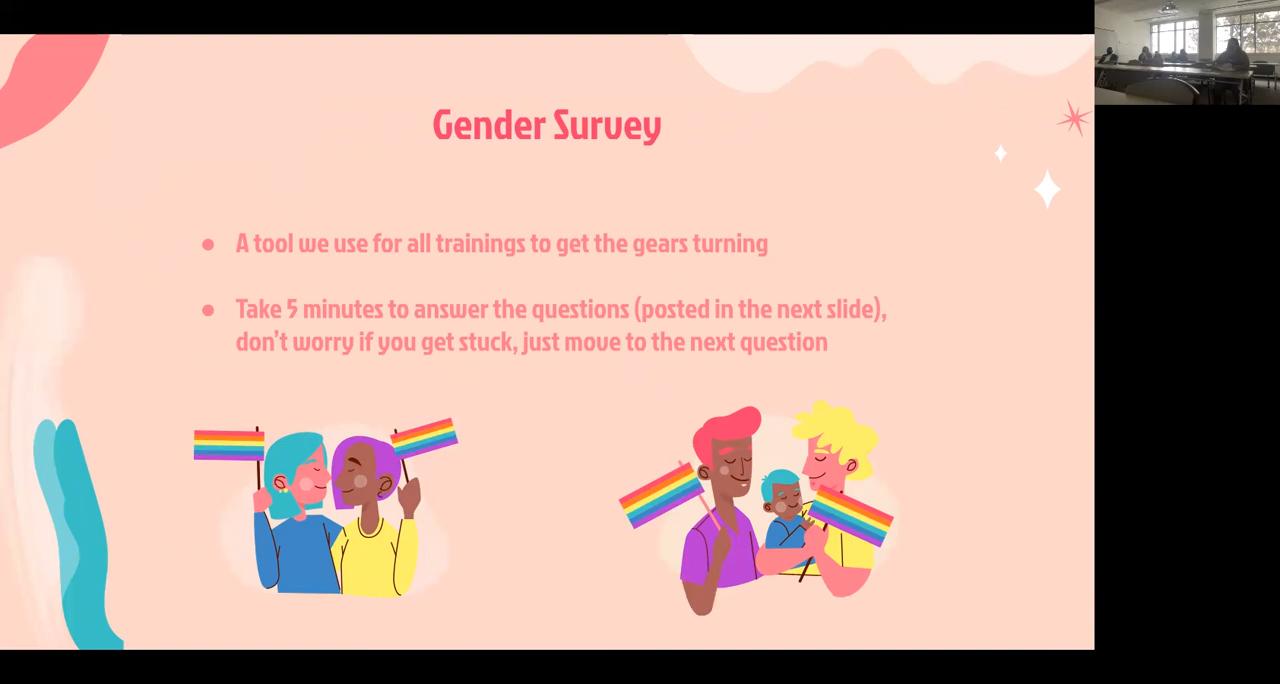 Gender Survey
● A tool we use for all trainings to get the gears turning
● Take 5 minutes to answer the questions (posted in the next slide),
don't worry if you get stuck, just move to the next question